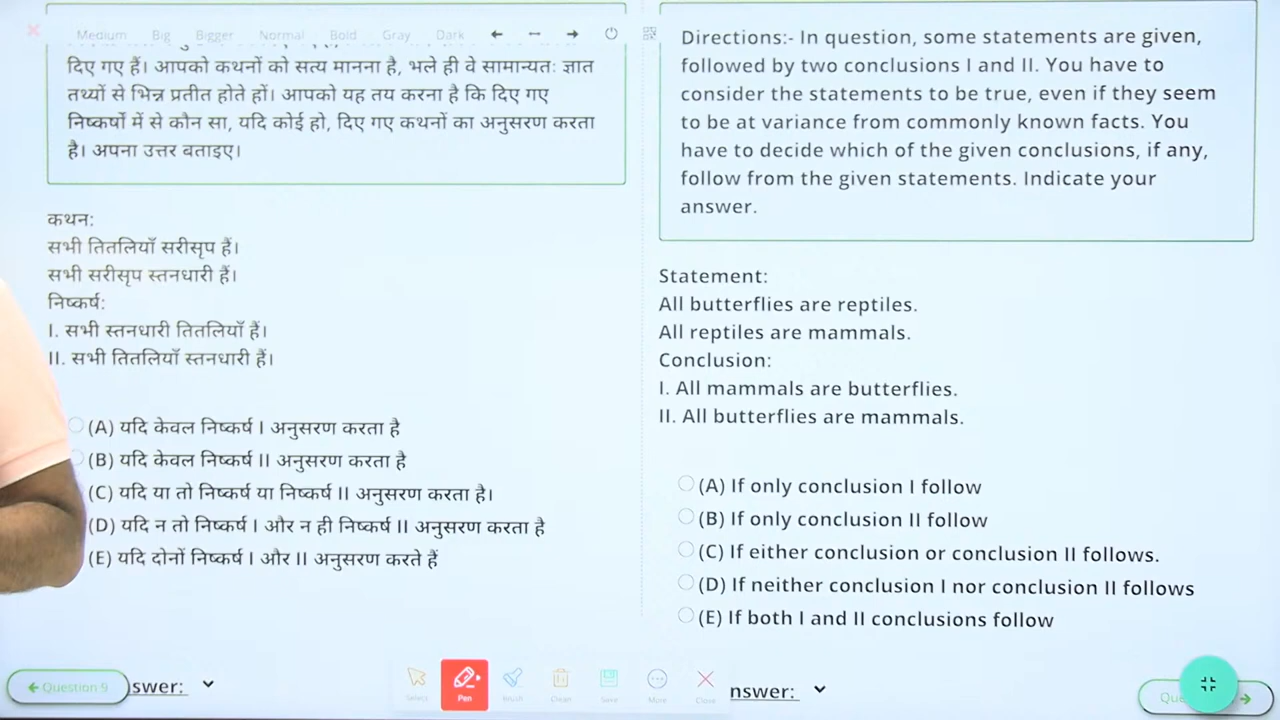 Medium Big Bigger Normal Bold Gray Dark
दिए गए हैं। आपको कथनों को सत्य मानना है, भले ही वे सामान्यतः ज्ञात
तथ्यों से भिन्न प्रतीत होते हों। आपको यह तय करना है कि दिए गए
निष्कर्षों में से कौन सा, यदि कोई हो, दिए गए कथनों का अनुसरण करता
है। अपना उत्तर बताइए।
कथन:
सभी तितलियाँ सरीसृप हैं।
सभी सरीसृप स्तनधारी हैं।
निष्कर्ष:
I. सभी स्तनधारी तितलियाँ हैं।
II. सभी तितलियाँ स्तनधारी हैं।
(A) यदि केवल निष्कर्ष I अनुसरण करता है
(B) यदि केवल निष्कर्ष II अनुसरण करता है
(C) यदि या तो निष्कर्ष या निष्कर्ष II अनुसरण करता है।
(D) यदि न तो निष्कर्ष I और न ही निष्कर्ष II अनुसरण करता है
(E) यदि दोनों निष्कर्ष I और II अनुसरण करते हैं
Directions:- In question, some statements are given,
followed by two conclusions I and II. You have to
consider the statements to be true, even if they seem
to be at variance from commonly known facts. You
have to decide which of the given conclusions, if any,
follow from the given statements. Indicate your
answer.
Statement:
All butterflies are reptiles.
All reptiles are mammals.
Conclusion:
I. All mammals are butterflies.
II. All butterflies are mammals.
(A) If only conclusion I follow
(B) If only conclusion II follow
(C) If either conclusion or conclusion II follows.
(D) If neither conclusion I nor conclusion II follows
(E) If both I and II conclusions follow
Question 9
swer:
Select Pen Brush Clean Save More Close
nswer:
Que